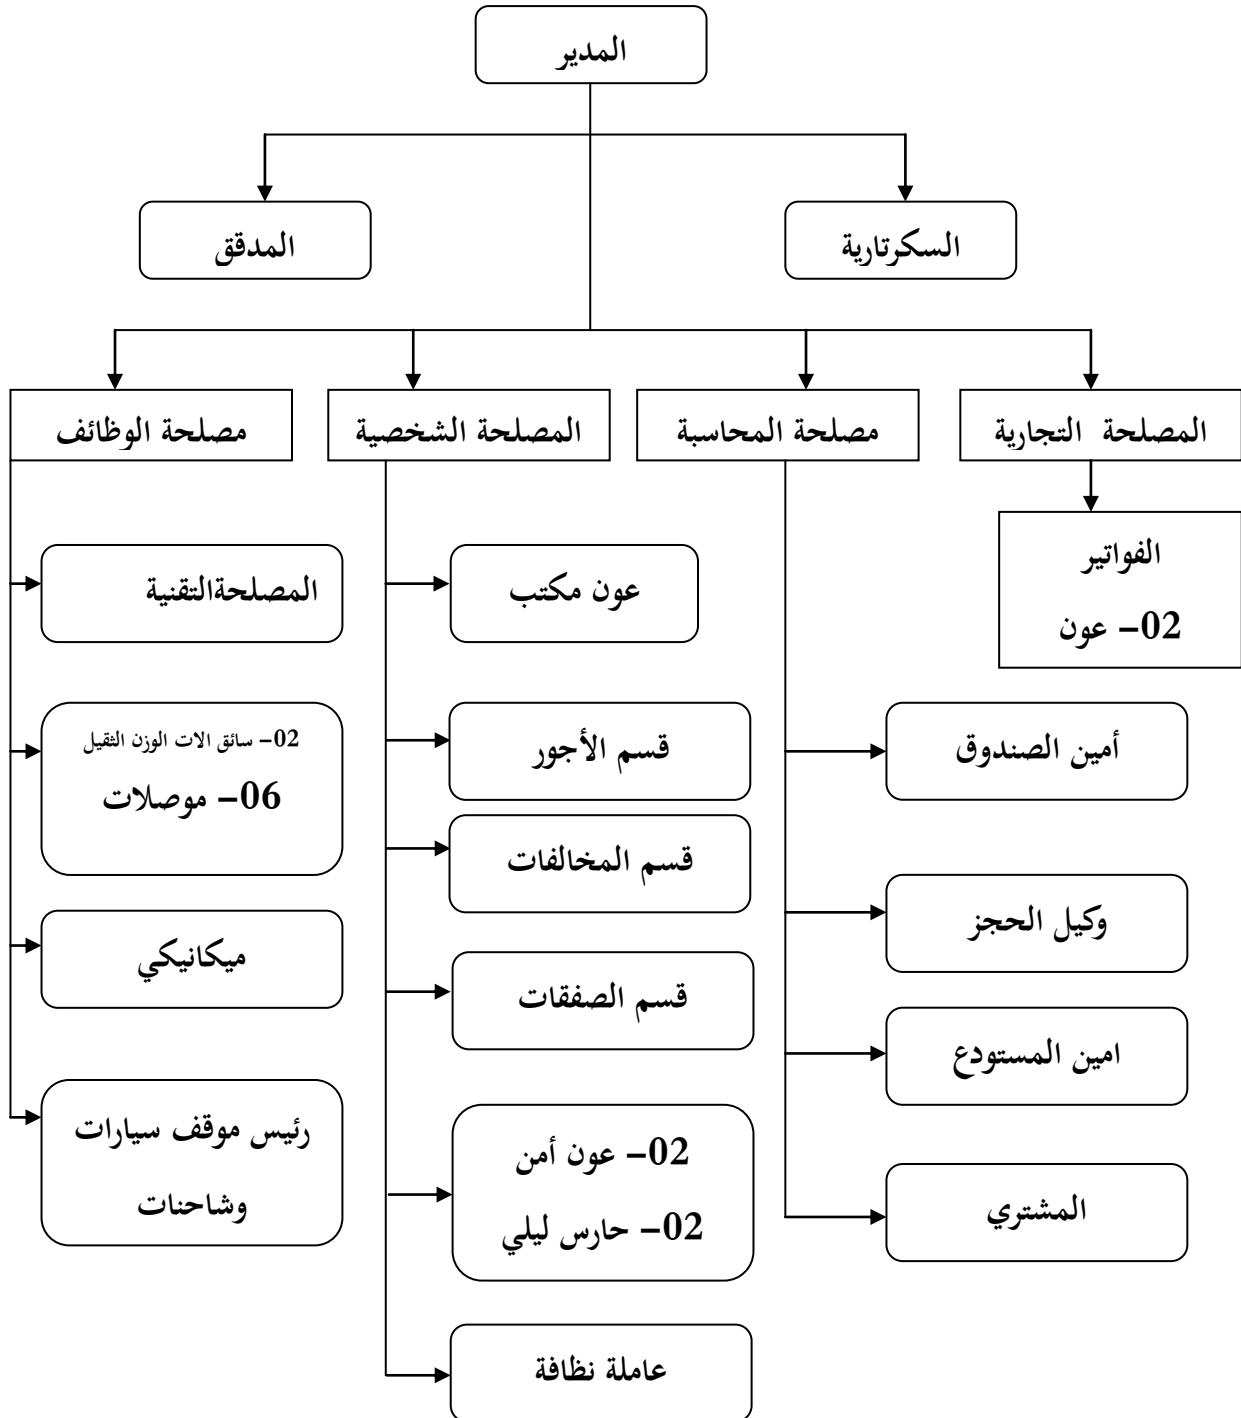 المدير
السكرتارية
المدقق
المصلحة التجارية
مصلحة المحاسبة
المصلحة الشخصية
مصلحة الوظائف
الفواتير
02- عون
أمين الصندوق
وكيل الحجز
امين المستودع
المشتري
عون مكتب
قسم الأجور
قسم المخالفات
قسم الصفقات
02- عون أمن
02- حارس ليلي
عاملة نظافة
المصلحةالتقنية
02- سائق الات الوزن الثقيل
06- موصلات
ميكانيكي
رئيس موقف سيارات
وشاحنات